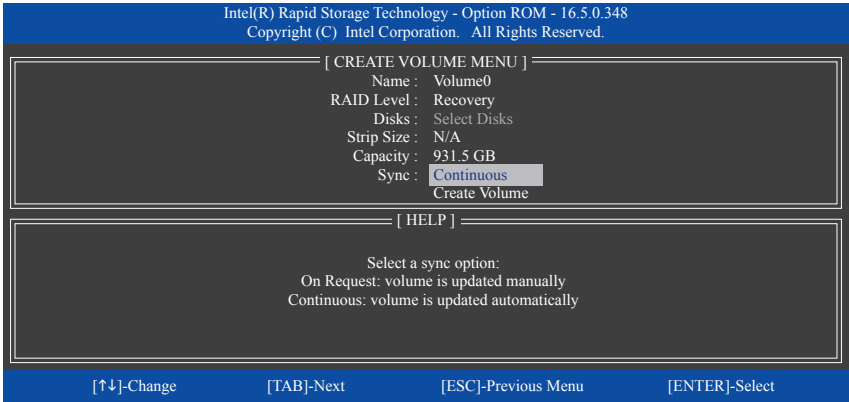 Intel(R) Rapid Storage Technology - Option ROM - 16.5.0.348
Copyright (C) Intel Corporation. All Rights Reserved.
[ CREATE VOLUME MENU ]
Name : Volume0
RAID Level : Recovery
Disks : Select Disks
Strip Size : N/A
Capacity : 931.5 GB
Sync : Continuous
Create Volume
[ HELP ]
Select a sync option:
On Request: volume is updated manually
Continuous: volume is updated automatically
[↑↓]-Change [TAB]-Next [ESC]-Previous Menu [ENTER]-Select